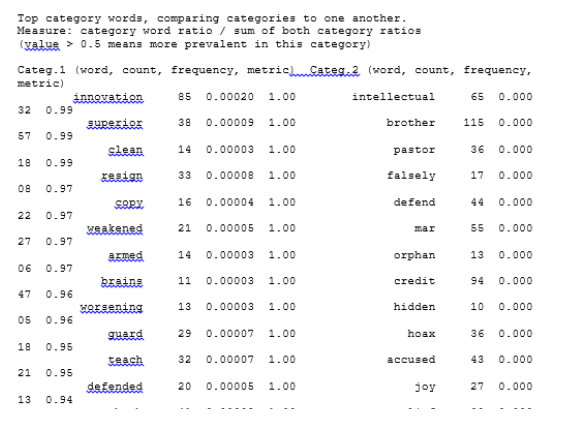 Top category words, comparing categories to one another.
Measure: category word ratio / sum of both category ratios
(value > 0.5 means more prevalent in this category)
Categ.1 (word, count, frequency, metric) Categ.2 (word, count, frequency,
metric)
innovation 85 0.00020 1.00 intellectual 65 0.000
32 0.99
superior 38 0.00009 1.00 brother 115 0.000
57 0.99
clean 14 0.00003 1.00 pastor 36 0.000
18 0.99
resign 33 0.00008 1.00 falsely 17 0.000
08 0.97
copy 16 0.00004 1.00 defend 44 0.000
22 0.97
weakened 21 0.00005 1.00 mar 55 0.000
27 0.97
armed 14 0.00003 1.00 orphan 13 0.000
06 0.97
brains 11 0.00003 1.00 credit 94 0.000
47 0.96
worsening 13 0.00003 1.00 hidden 10 0.000
05 0.96
guard 29 0.00007 1.00 hoax 36 0.000
18 0.95
teach 32 0.00007 1.00 accused 43 0.000
21 0.95
defended 20 0.00005 1.00 joy 27 0.000
13 0.94